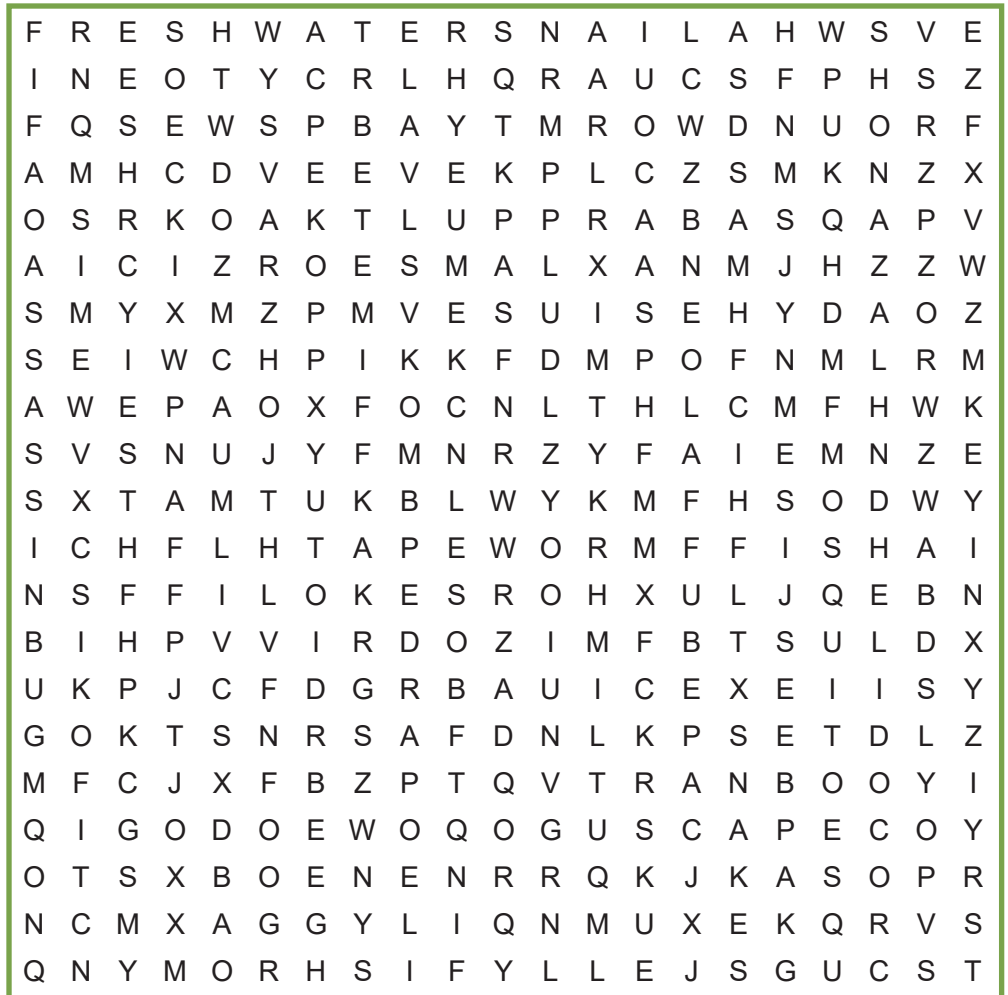 F R E S H W A T E R S N A I L A H W S V E
I N E O T Y C R L H Q R A U C S F P H S Z
F Q S E W S P B A Y T M R O W D N U O R F
A M H C D V E E V E K P L C Z S M K N Z X
O S R K O A K T L U P P R A B A S Q A P V
A I C I Z R O E S M A L X A N M J H Z Z W
S M Y X M Z P M V E S U I S E H Y D A O Z
S E I W C H P I K K F D M P O F N M L R M
A W E P A O X F O C N L T H L C M F H W K
S V S N U J Y F M N R Z Y F A I E M N Z E
S X T A M T U K B L W Y K M F H S O D W Y
I C H F L H T A P E W O R M F F I S H A I
N S F F I L O K E S R O H X U L J Q E B N
B I H P V V I R D O Z I M F B T S U L D X
U K P J C F D G R B A U I C E X E I I S Y
G O K T S N R S A F D N L K P S E T D L Z
M F C J X F B Z P T Q V T R A N B O O Y I
Q I G O D O E W O Q O G U S C A P E C O Y
O T S X B O E N E N R R Q K J K A S O P R
N C M X A G G Y L I Q N M U X E K Q R V S
Q N Y M O R H S I F Y L L E J S G U C S T